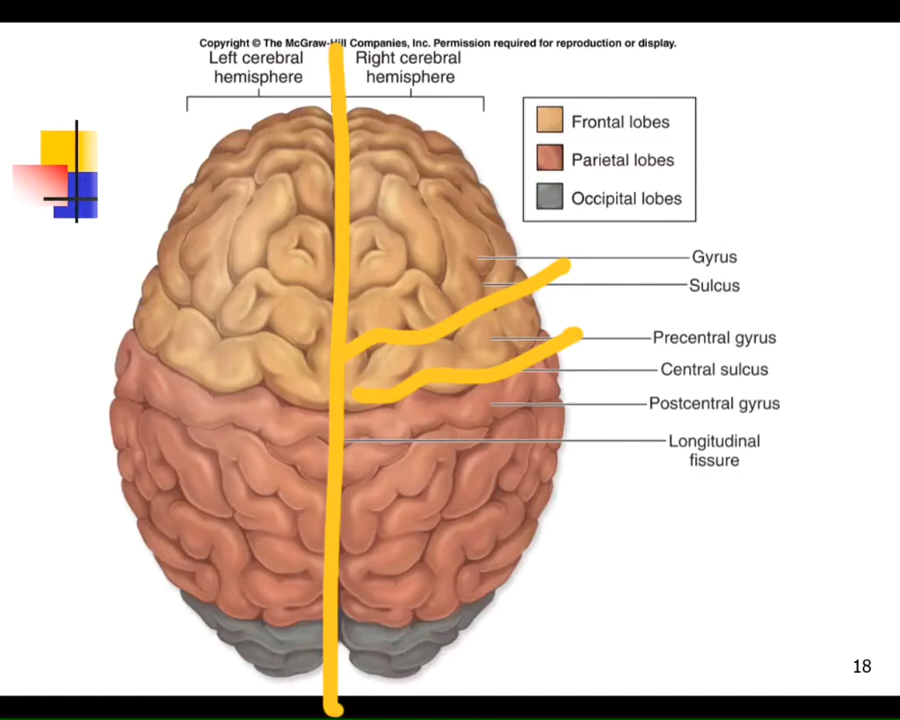 Copyright © The McGraw-Hill Companies, Inc. Permission required for reproduction or display.
Left cerebral
hemisphere
Right cerebral
hemisphere
Frontal lobes
Parietal lobes
Occipital lobes
Gyrus
Sulcus
Precentral gyrus
Central sulcus
Postcentral gyrus
Longitudinal
fissure
18